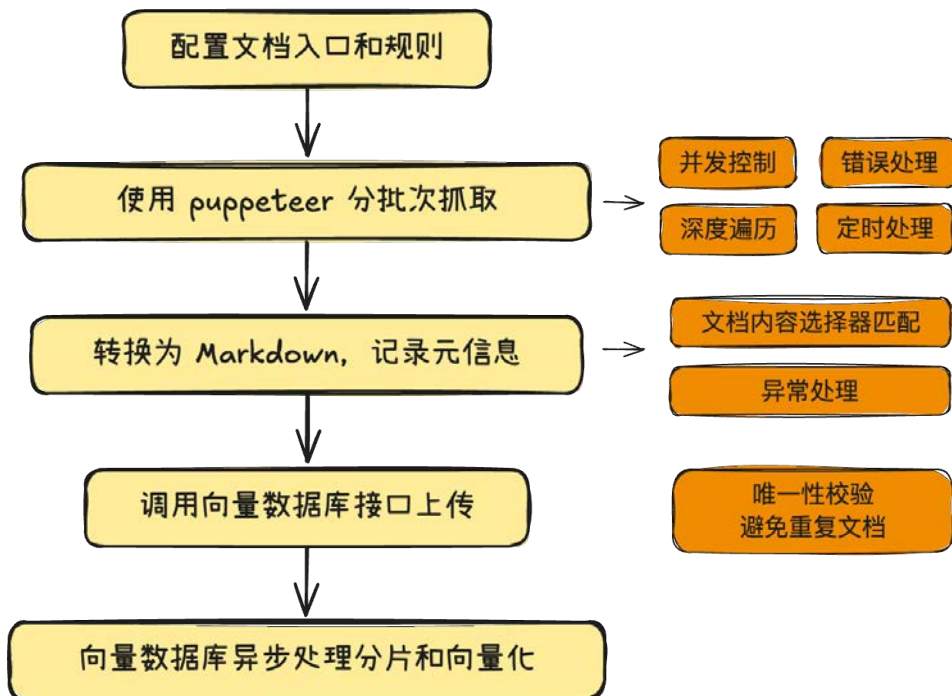 配置文档入口和规则
使用 puppeteer 分批次抓取
并发控制
错误处理
深度遍历
定时处理
转换为 Markdown，记录元信息
文档内容选择器匹配
异常处理
调用向量数据库接口上传
唯一性校验
避免重复文档
向量数据库异步处理分片和向量化